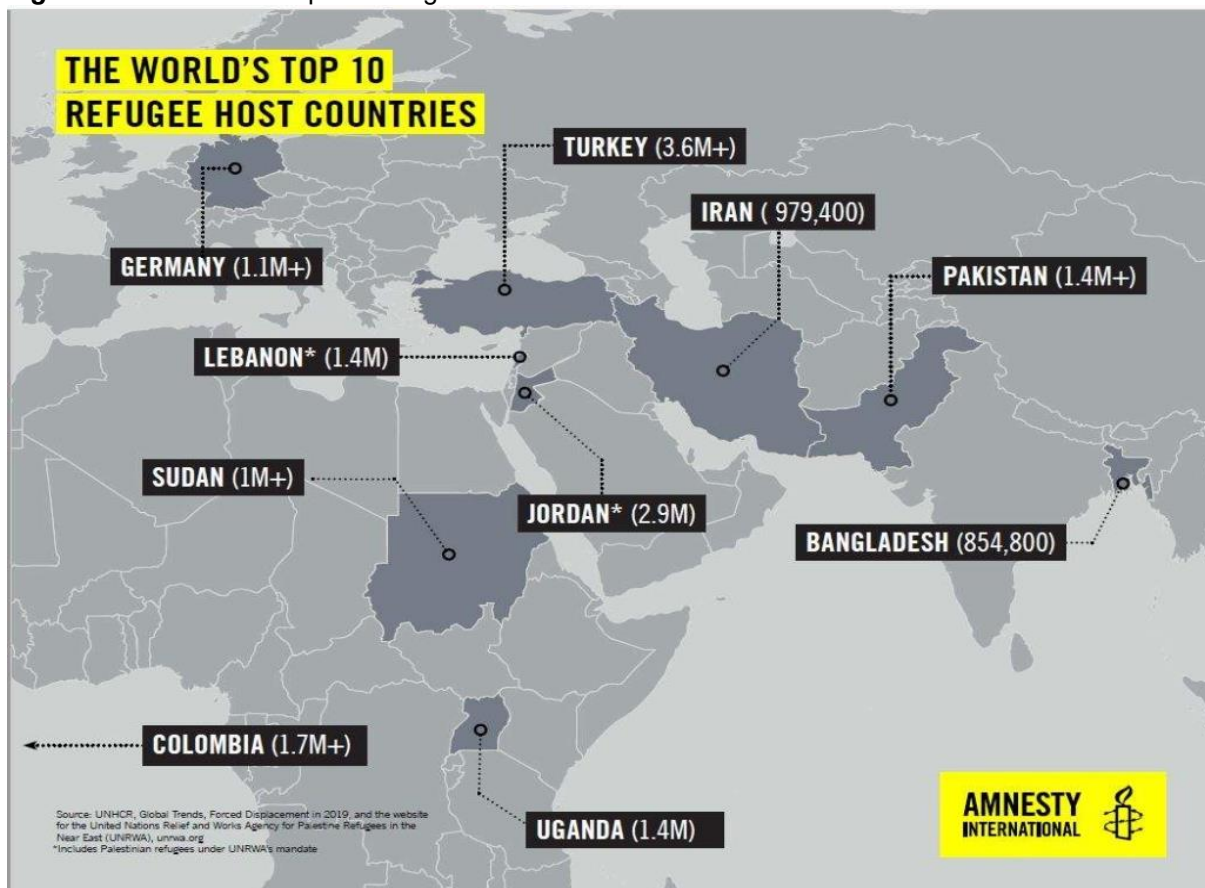 THE WORLD'S TOP 10
REFUGEE HOST COUNTRIES
TURKEY (3.6M+)
IRAN ( 979,400)
GERMANY (1.1M+)
PAKISTAN (1.4M+)
LEBANON* (1.4M)
SUDAN (1M+)
JORDAN* (2.9M)
BANGLADESH (854,800)
COLOMBIA (1.7M+)
UGANDA (1.4M)
Source: UNHCR, Global Trends, Forced Displacement in 2019, and the website
for the United Nations Relief and Works Agency for Palestine Refugees in the
Near East (UNRWA), unrwa.org
*Includes Palestinian refugees under UNRWA's mandate
AMNESTY
INTERNATIONAL